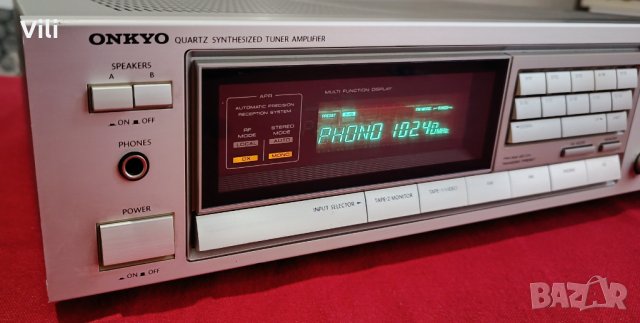 Vili
ONKYO QUARTZ SYNTHESIZED TUNER AMPLIFIER
SPEAKERS
A B
ON OFF
PHONES
POWER
ON OFF
APR
AUTOMATIC PRECISION
RECEPTION SYSTEM
RF MODE STEREO MODE
LOCAL AUTO
DX MONO
MULTI FUNCTION DISPLAY
PHONO 1024 MHz
INPUT SELECTOR
TAPE-2 MONITOR
TAPE-1/VIDEO
BAZAR